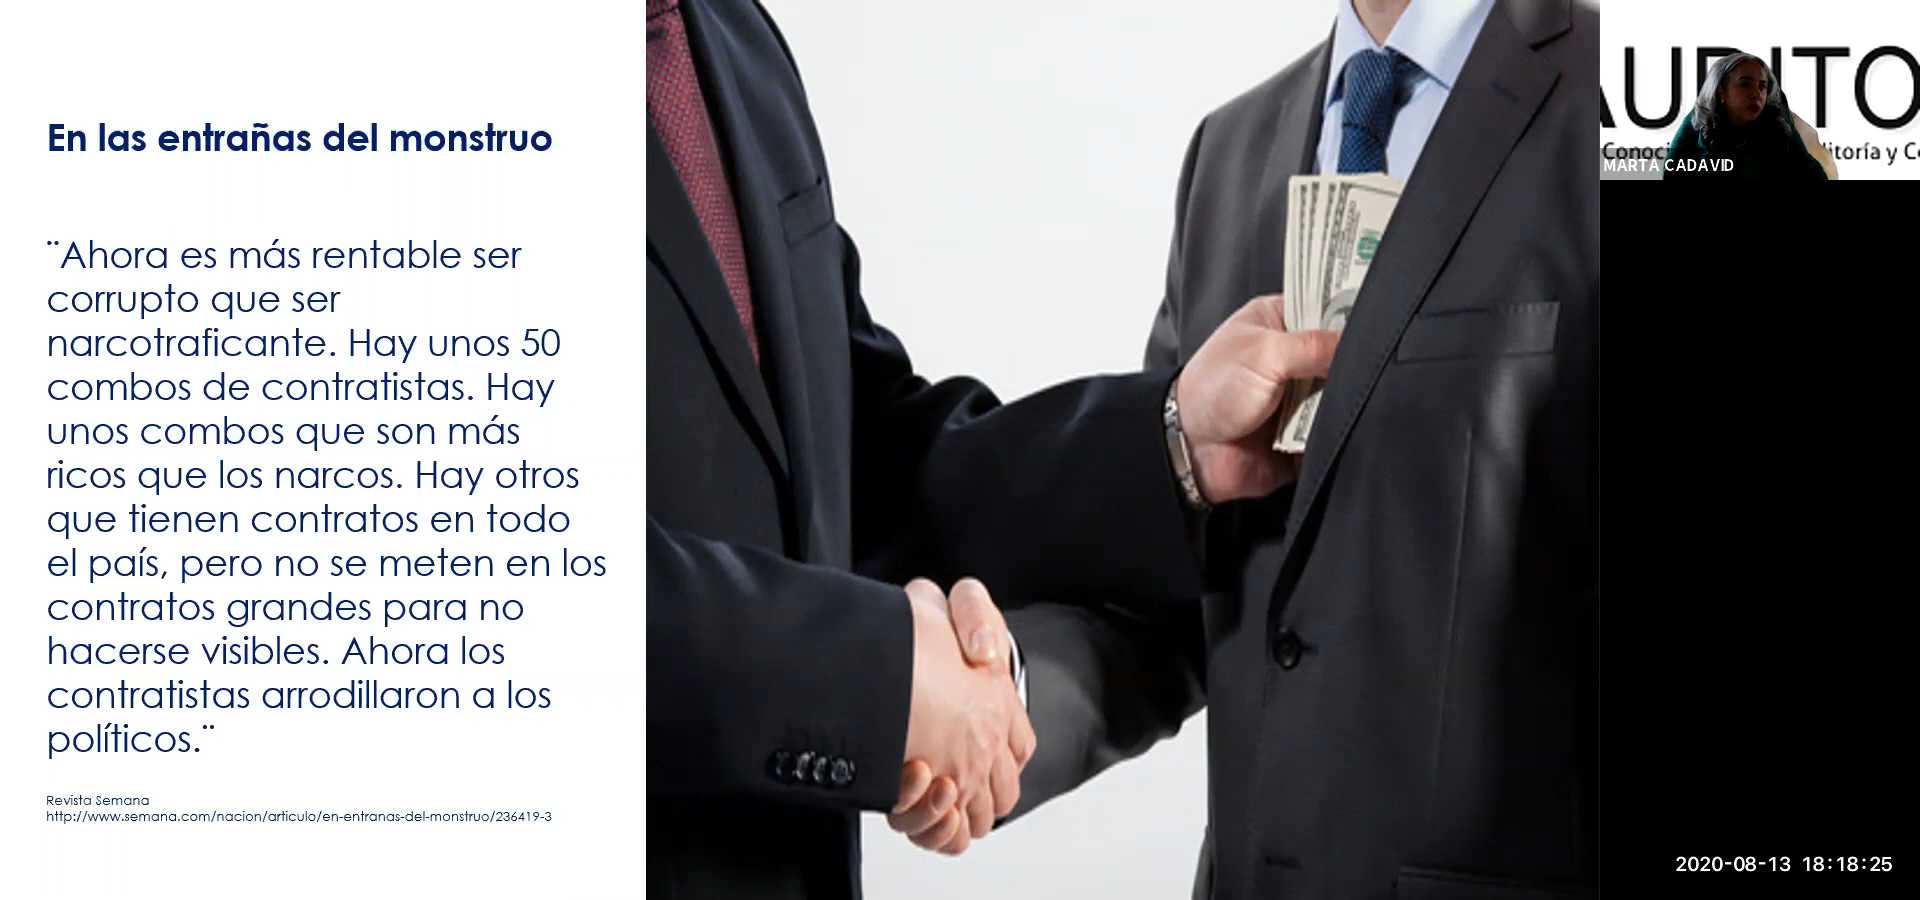 En las entrañas del monstruo
¨Ahora es más rentable ser
corrupto que ser
narcotraficante. Hay unos 50
combos de contratistas. Hay
unos combos que son más
ricos que los narcos. Hay otros
que tienen contratos en todo
el país, pero no se meten en los
contratos grandes para no
hacerse visibles. Ahora los
contratistas arrodillaron a los
políticos.¨
Revista Semana
http://www.semana.com/nacion/articulo/en-entranas-del-monstruo/236419-3
MARTA CADAVID
2020-08-13 18:18:25